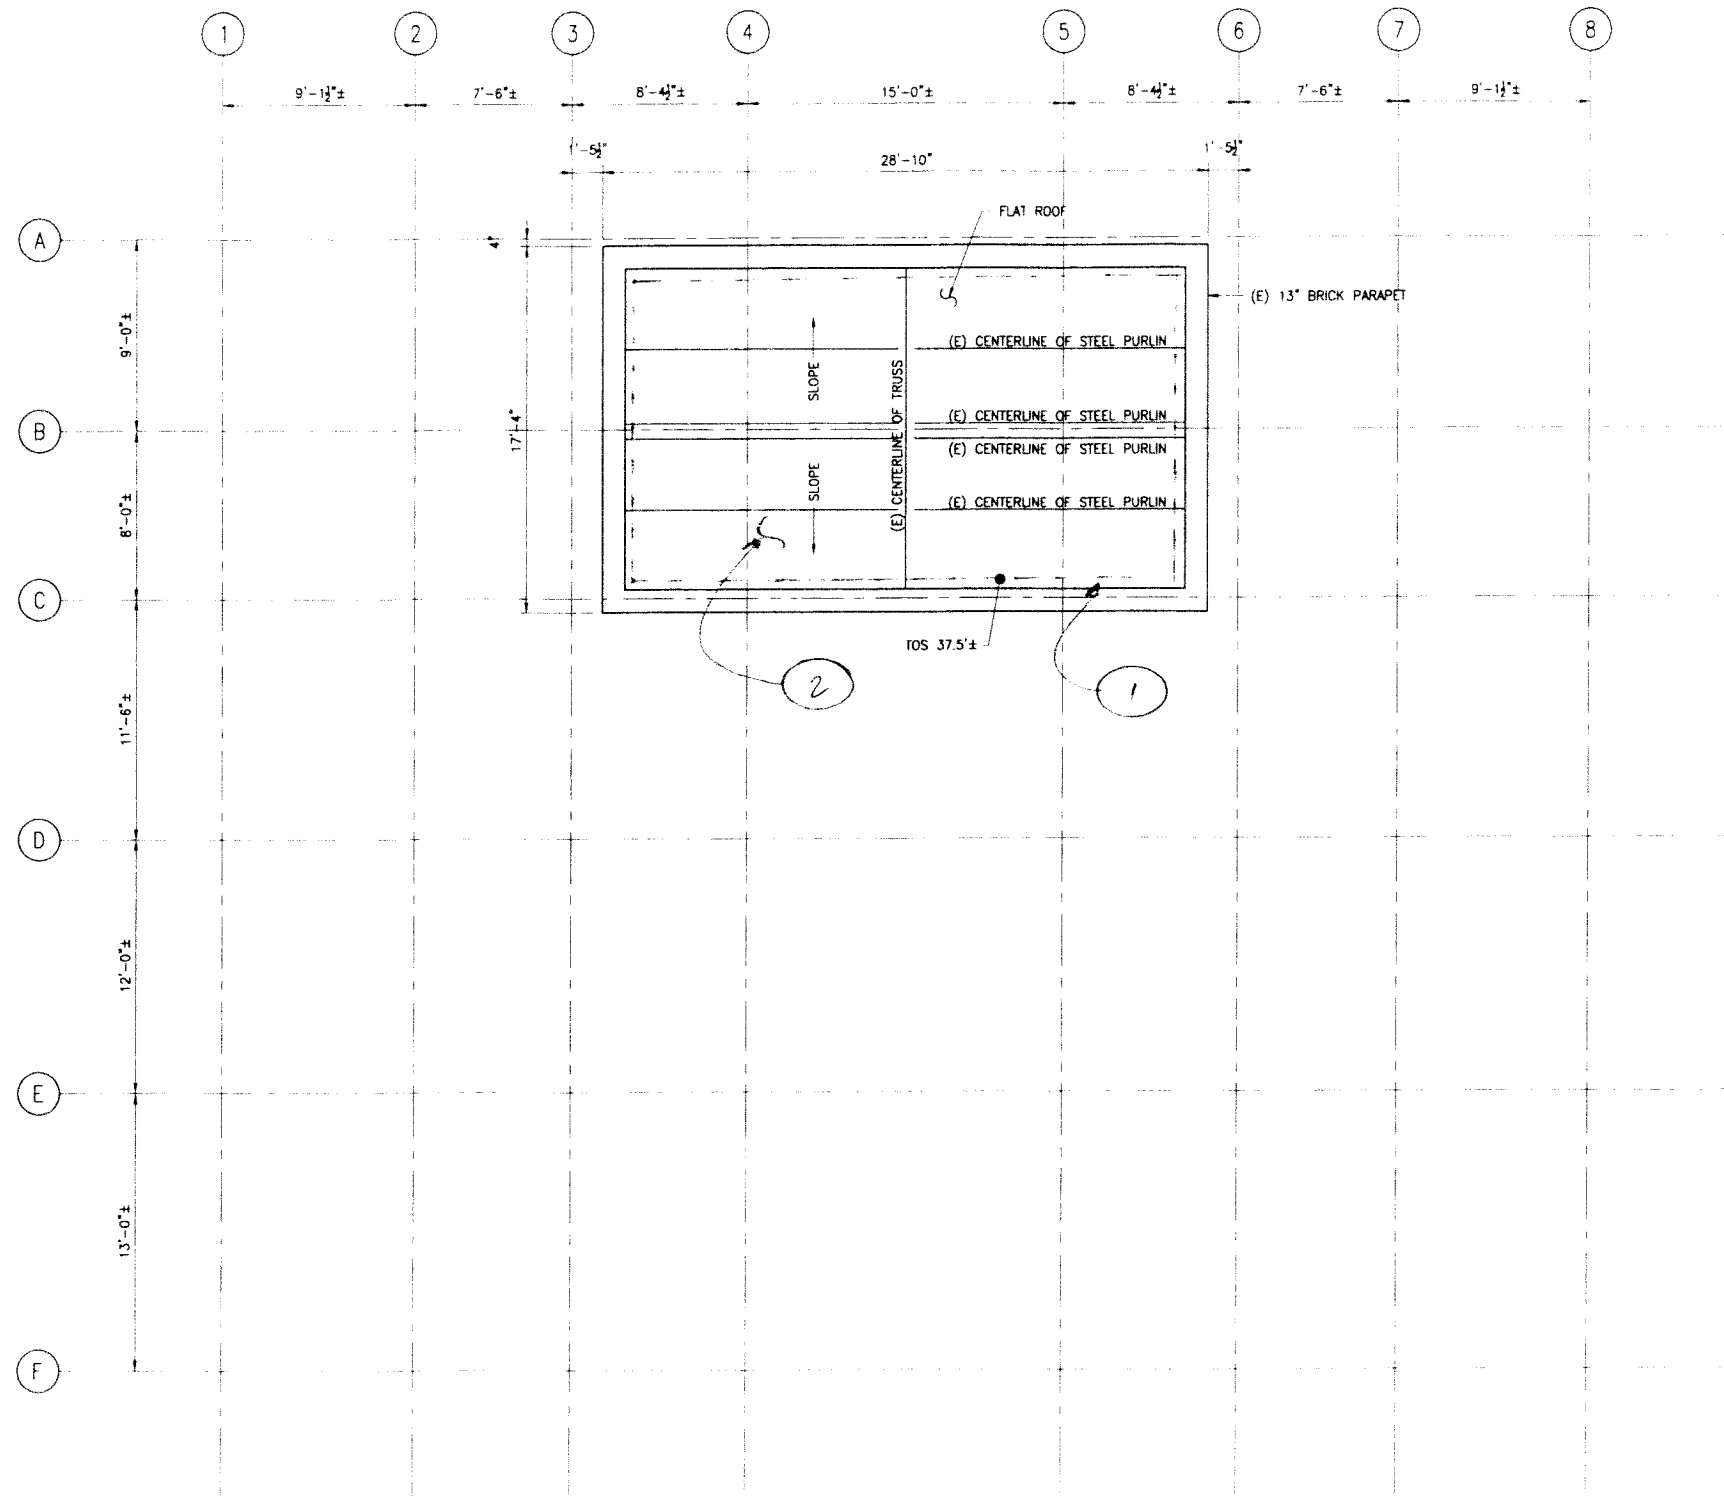 1 2 3 4 5 6 7 8
9'-1½"± 7'-6"± 8'-4½"± 15'-0"± 8'-4½"± 7'-6"± 9'-1½"±
1'-5½" 28'-10" 1'-5½"
FLAT ROOF
A
4"
(E) 13" BRICK PARAPET
9'-0"±
(E) CENTERLINE OF STEEL PURLIN
SLOPE
(E) CENTERLINE OF TRUSS
17'-4"
(E) CENTERLINE OF STEEL PURLIN
B
(E) CENTERLINE OF STEEL PURLIN
SLOPE
8'-0"±
(E) CENTERLINE OF STEEL PURLIN
C
TOS 37.5'±
2 1
11'-6"±
D
12'-0"±
E
13'-0"±
F